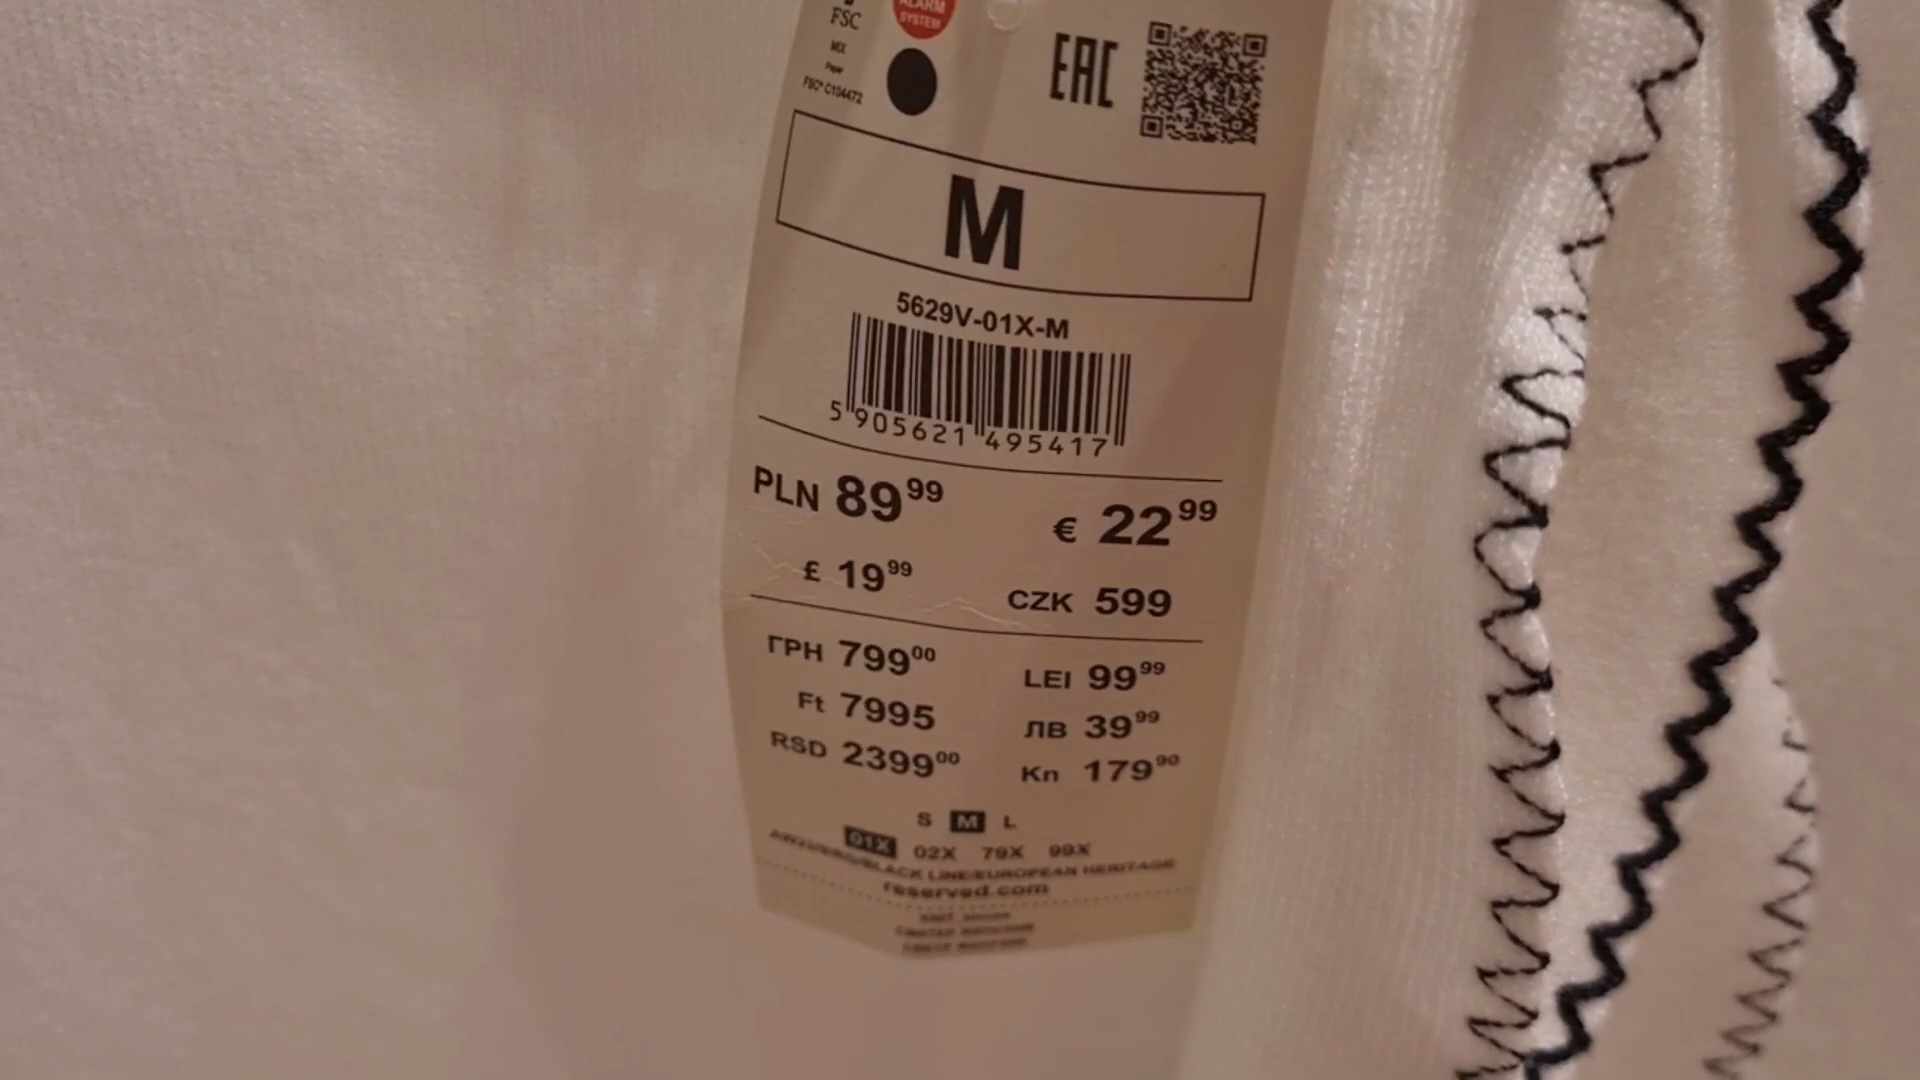 FSC
MIX
Paper
FSC® C104472
ALARM
SYSTEM
EAC
M
5629V-01X-M
5 905621 495417
PLN 89 99
€ 22 99
£ 19 99
CZK 599
ГРН 799 00
LEI 99 99
Ft 7995
ЛВ 39 99
RSD 2399 00
Kn 179 90
S M L
01X 02X 79X 99X
BLACK LINE/EUROPEAN HERITAGE
reserved.com